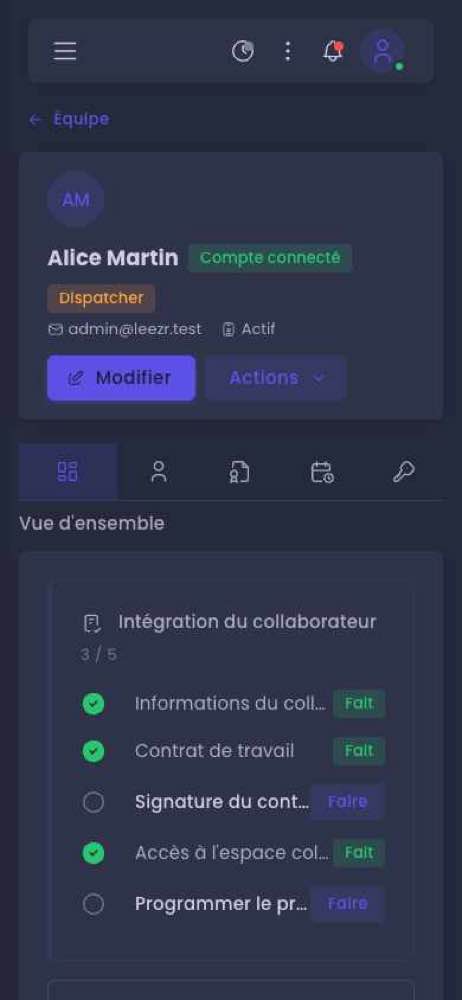 Équipe
AM
Alice Martin Compte connecté
Dispatcher
admin@leezr.test Actif
Modifier Actions
Vue d'ensemble
Intégration du collaborateur
3 / 5
Informations du coll... Fait
Contrat de travail Fait
Signature du cont... Faire
Accès à l'espace col... Fait
Programmer le pr... Faire